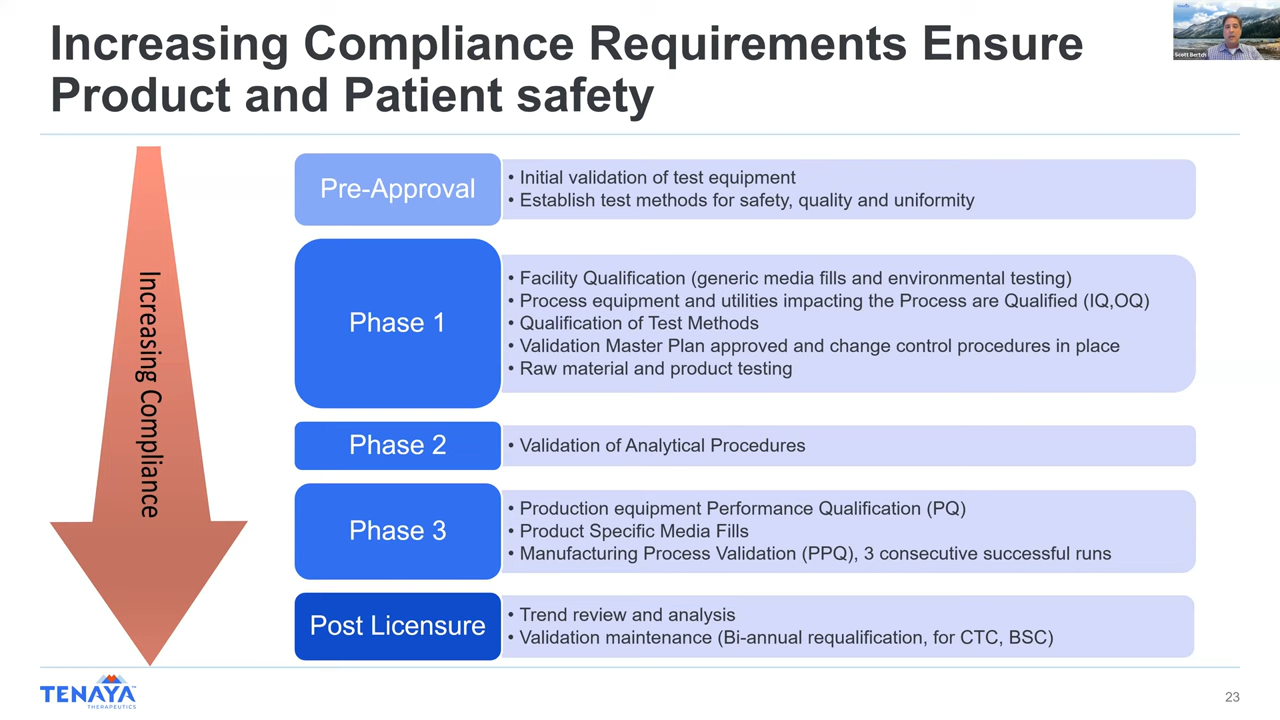 Increasing Compliance Requirements Ensure
Product and Patient safety
Scott Bertch
Increasing Compliance
Pre-Approval
• Initial validation of test equipment
• Establish test methods for safety, quality and uniformity
Phase 1
• Facility Qualification (generic media fills and environmental testing)
• Process equipment and utilities impacting the Process are Qualified (IQ,OQ)
• Qualification of Test Methods
• Validation Master Plan approved and change control procedures in place
• Raw material and product testing
Phase 2
• Validation of Analytical Procedures
Phase 3
• Production equipment Performance Qualification (PQ)
• Product Specific Media Fills
• Manufacturing Process Validation (PPQ), 3 consecutive successful runs
Post Licensure
• Trend review and analysis
• Validation maintenance (Bi-annual requalification, for CTC, BSC)
TENAYA
THERAPEUTICS
23